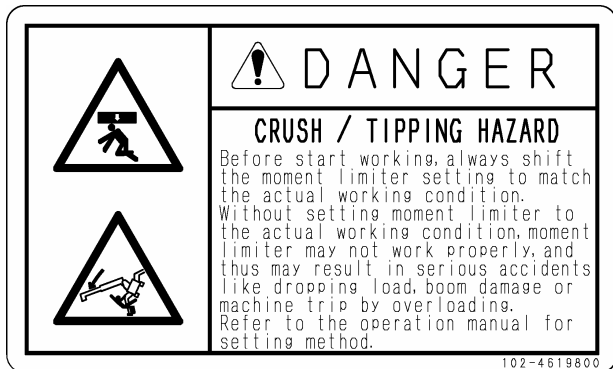 DANGER
CRUSH / TIPPING HAZARD
Before start working, always shift
the moment limiter setting to match
the actual working condition.
Without setting moment limiter to
the actual working condition, moment
limiter may not work properly, and
thus may result in serious accidents
like dropping load, boom damage or
machine trip by overloading.
Refer to the operation manual for
setting method.
102-4619800